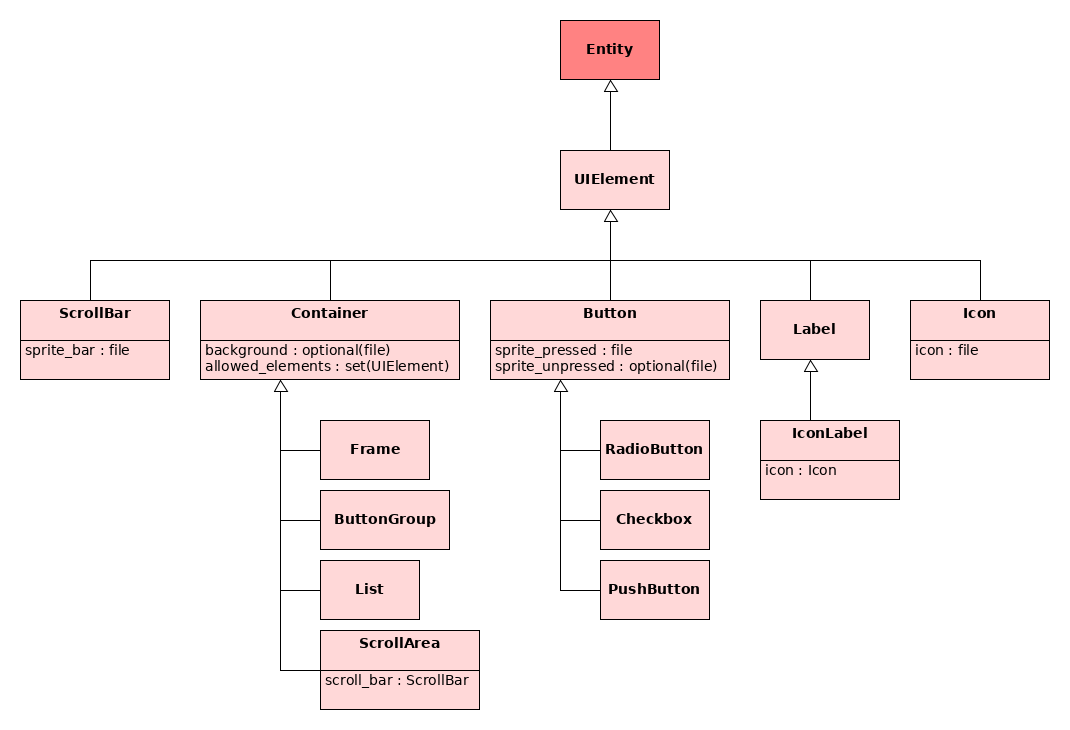 Entity
UIElement
ScrollBar
sprite_bar : file
Container
background : optional(file)
allowed_elements : set(UIElement)
Button
sprite_pressed : file
sprite_unpressed : optional(file)
Label
Icon
icon : file
Frame
ButtonGroup
List
ScrollArea
scroll_bar : ScrollBar
RadioButton
Checkbox
PushButton
IconLabel
icon : Icon